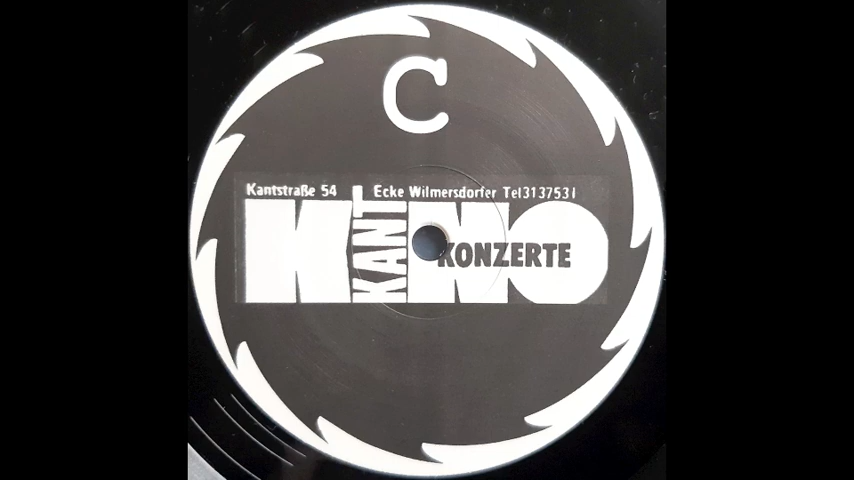 C
Kantstraße 54 Ecke Wilmersdorfer Tel3137531
KANT KINO
KONZERTE